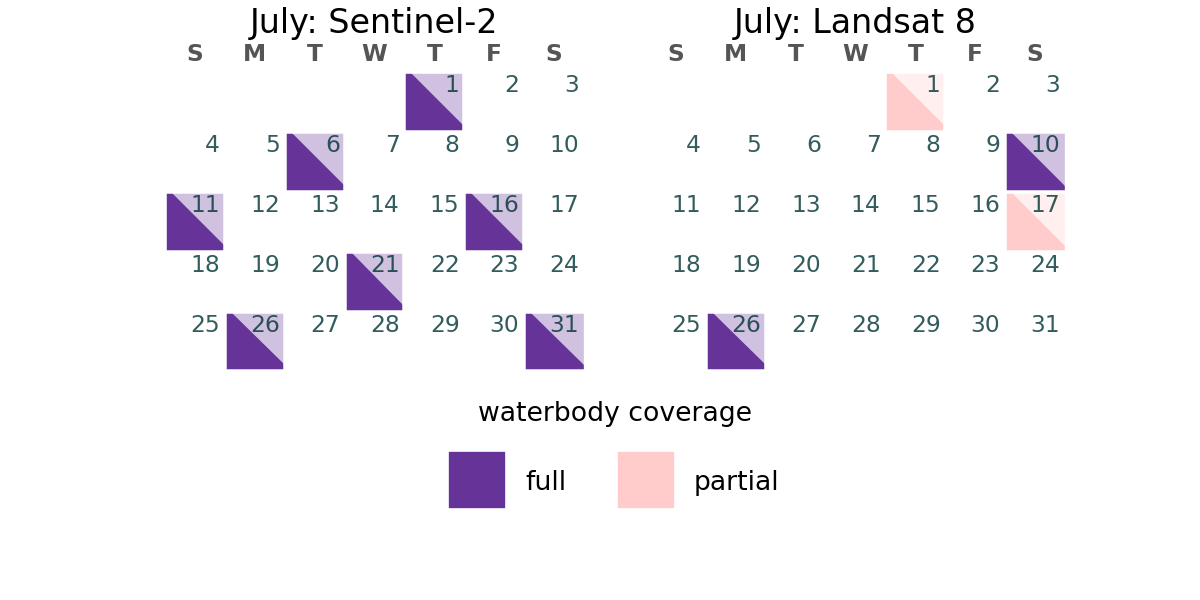 July: Sentinel-2
S M T W T F S
1 2 3
4 5 6 7 8 9 10
11 12 13 14 15 16 17
18 19 20 21 22 23 24
25 26 27 28 29 30 31
July: Landsat 8
S M T W T F S
1 2 3
4 5 6 7 8 9 10
11 12 13 14 15 16 17
18 19 20 21 22 23 24
25 26 27 28 29 30 31
waterbody coverage
full
partial